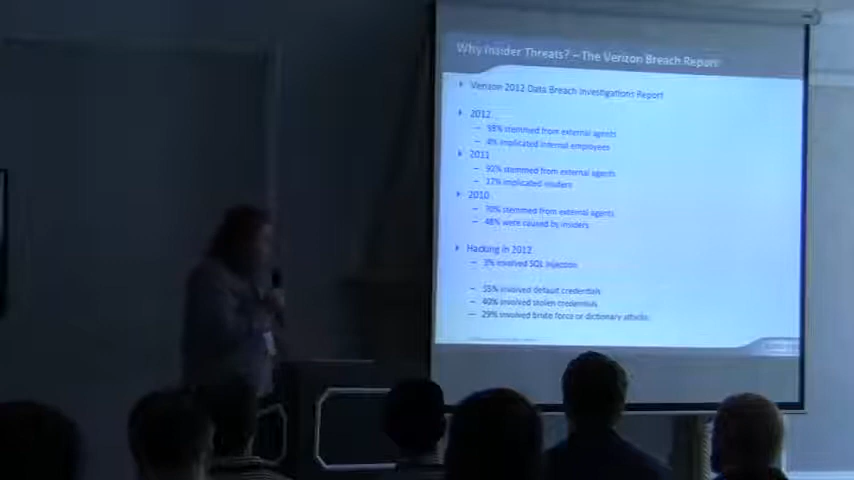 Why Insider Threats? – The Verizon Breach Report
Verizon 2012 Data Breach Investigations Report
2012
– 98% stemmed from external agents
– 4% implicated internal employees
2011
– 92% stemmed from external agents
– 17% implicated insiders
2010
– 70% stemmed from external agents
– 48% were caused by insiders
Hacking in 2012
– 3% involved SQL Injection
– 55% involved default credentials
– 40% involved stolen credentials
– 29% involved brute force or dictionary attacks